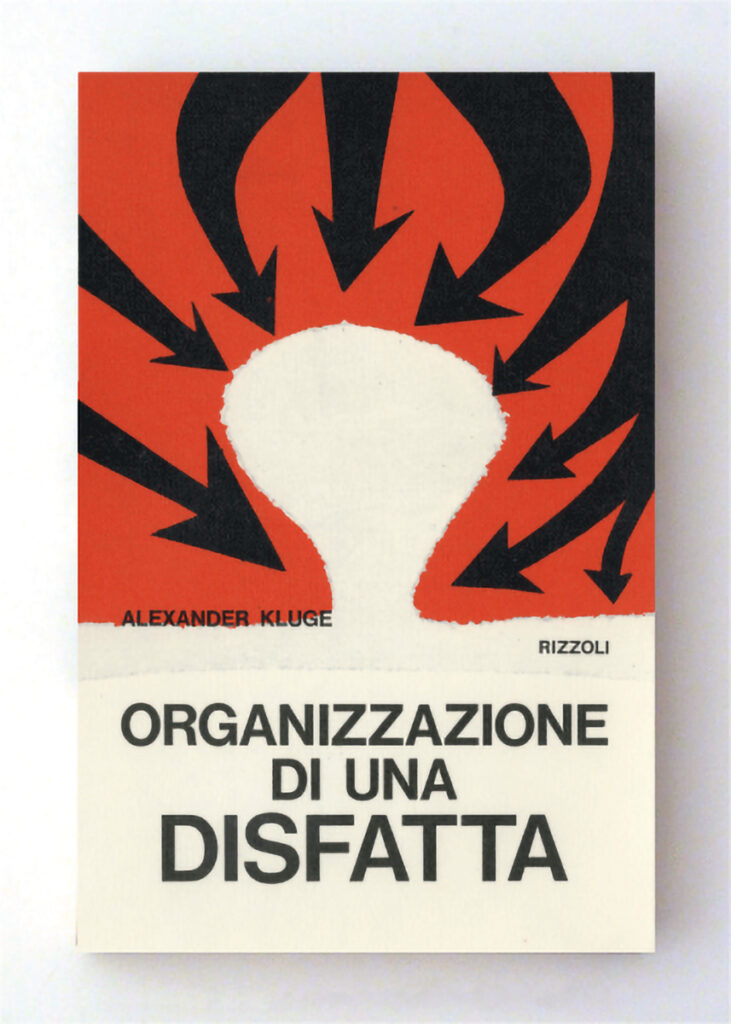 ALEXANDER KLUGE
RIZZOLI
ORGANIZZAZIONE
DI UNA
DISFATTA